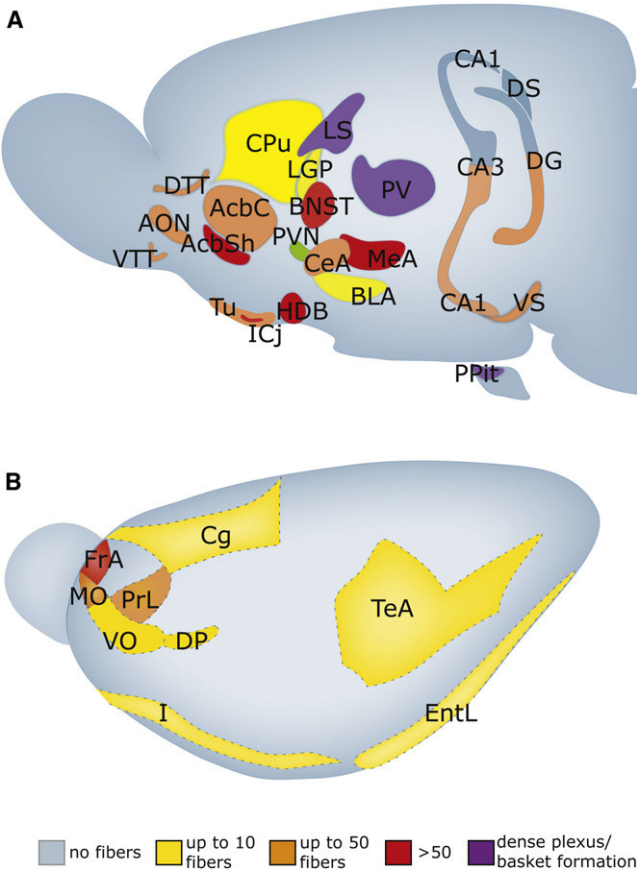 A
CA1
DS
LS
CPu
LGP
CA3
DG
DTT
PV
AcbC
BNST
AON
AcbSh
PVN
VTT
CeA
MeA
BLA
Tu
HDB
CA1
VS
ICj
PPit
B
Cg
FrA
MO
PrL
TeA
VO
DP
I
EntL
no fibers
up to 10
fibers
up to 50
fibers
>50
dense plexus/
basket formation